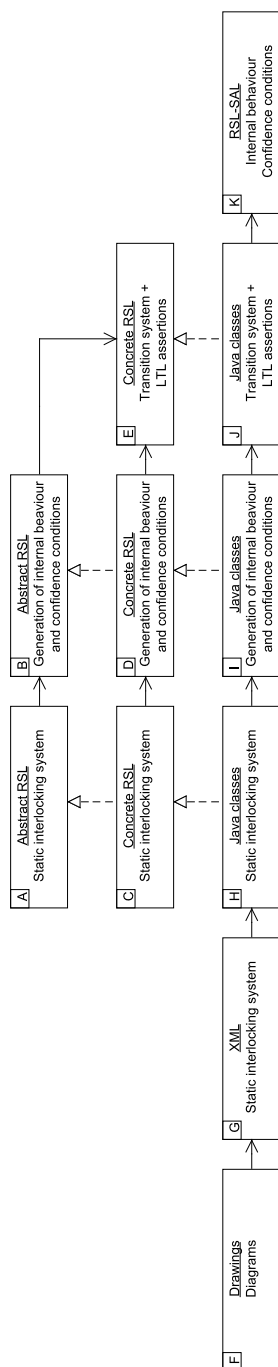 A
Abstract RSL
Static interlocking system
B
Abstract RSL
Generation of internal beaviour
and confidence conditions
C
Concrete RSL
Static interlocking system
D
Concrete RSL
Generation of internal beaviour
and confidence conditions
E
Concrete RSL
Transition system +
LTL assertions
F
Drawings
Diagrams
G
XML
Static interlocking system
H
Java classes
Static interlocking system
I
Java classes
Generation of internal beaviour
and confidence conditions
J
Java classes
Transition system +
LTL assertions
K
RSL-SAL
Internal behaviour
Confidence conditions